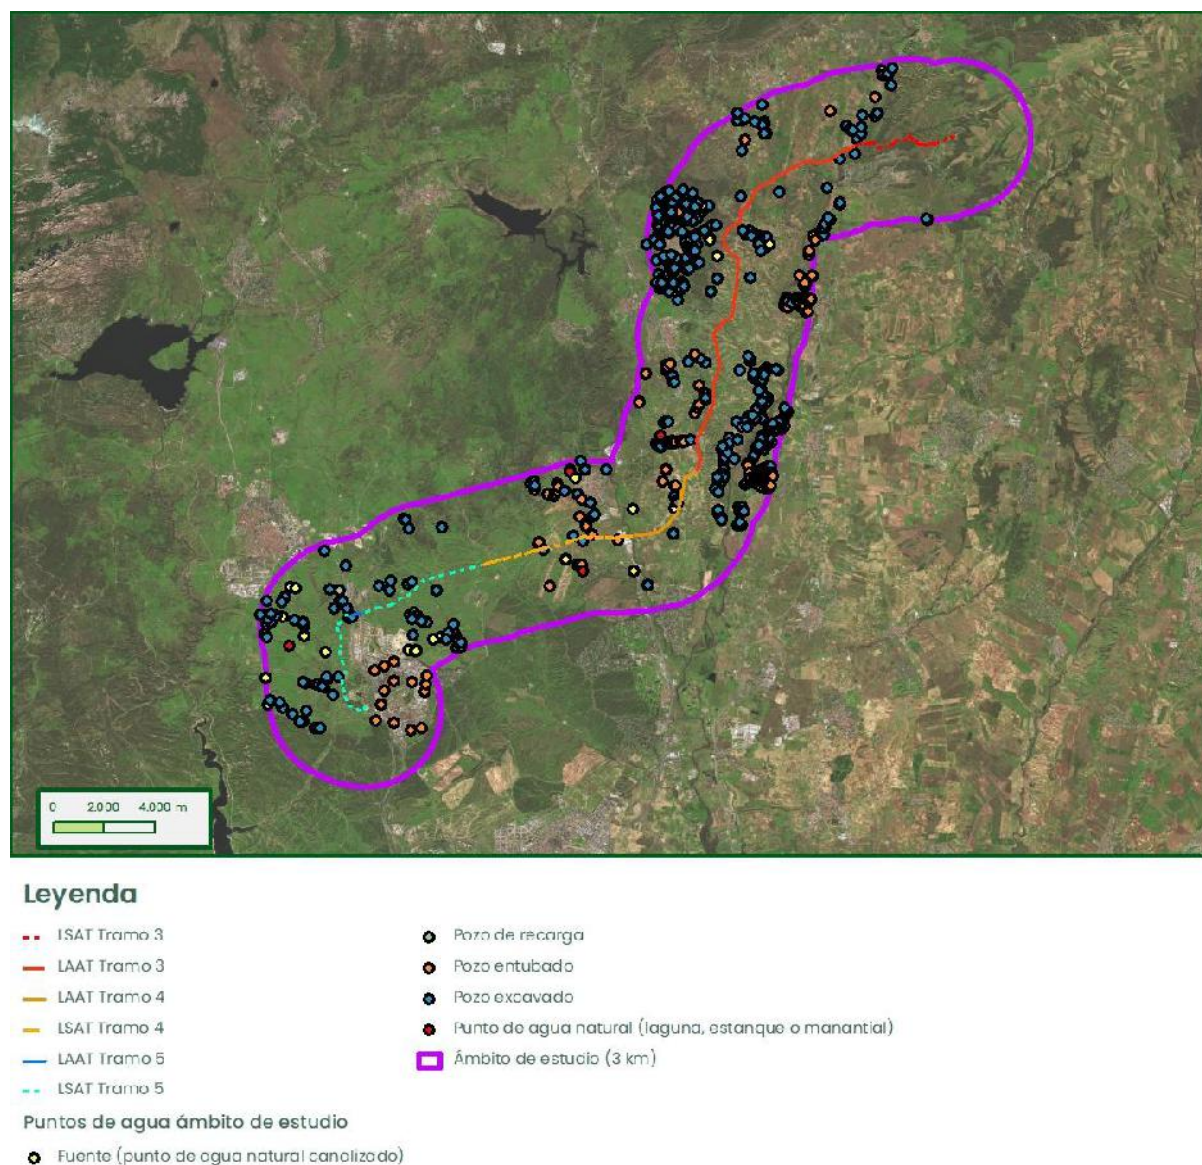 0 2.000 4.000 m
Leyenda
LSAT Tramo 3
LAAT Tramo 3
LAAT Tramo 4
LSAT Tramo 4
LAAT Tramo 5
LSAT Tramo 5
Puntos de agua ámbito de estudio
Fuente (punto de agua natural canalizado)
Pozo de recarga
Pozo entubado
Pozo excavado
Punto de agua natural (laguna, estanque o manantial)
Ámbito de estudio (3 km)